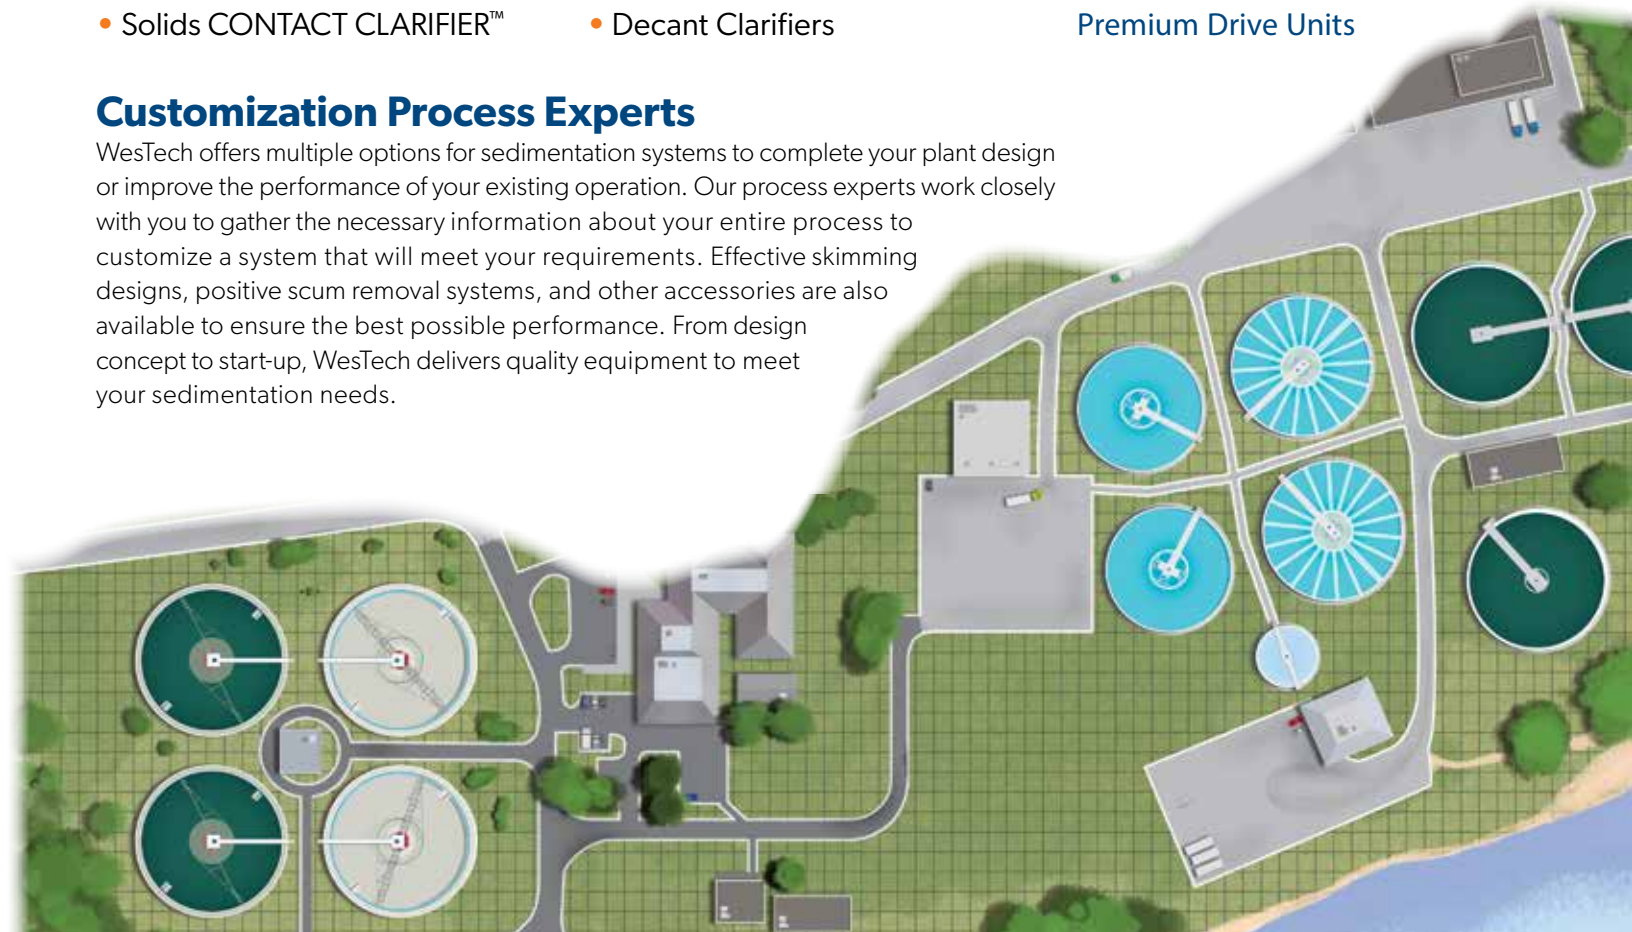 • Solids CONTACT CLARIFIER™
• Decant Clarifiers
Premium Drive Units
Customization Process Experts
WesTech offers multiple options for sedimentation systems to complete your plant design
or improve the performance of your existing operation. Our process experts work closely
with you to gather the necessary information about your entire process to
customize a system that will meet your requirements. Effective skimming
designs, positive scum removal systems, and other accessories are also
available to ensure the best possible performance. From design
concept to start-up, WesTech delivers quality equipment to meet
your sedimentation needs.